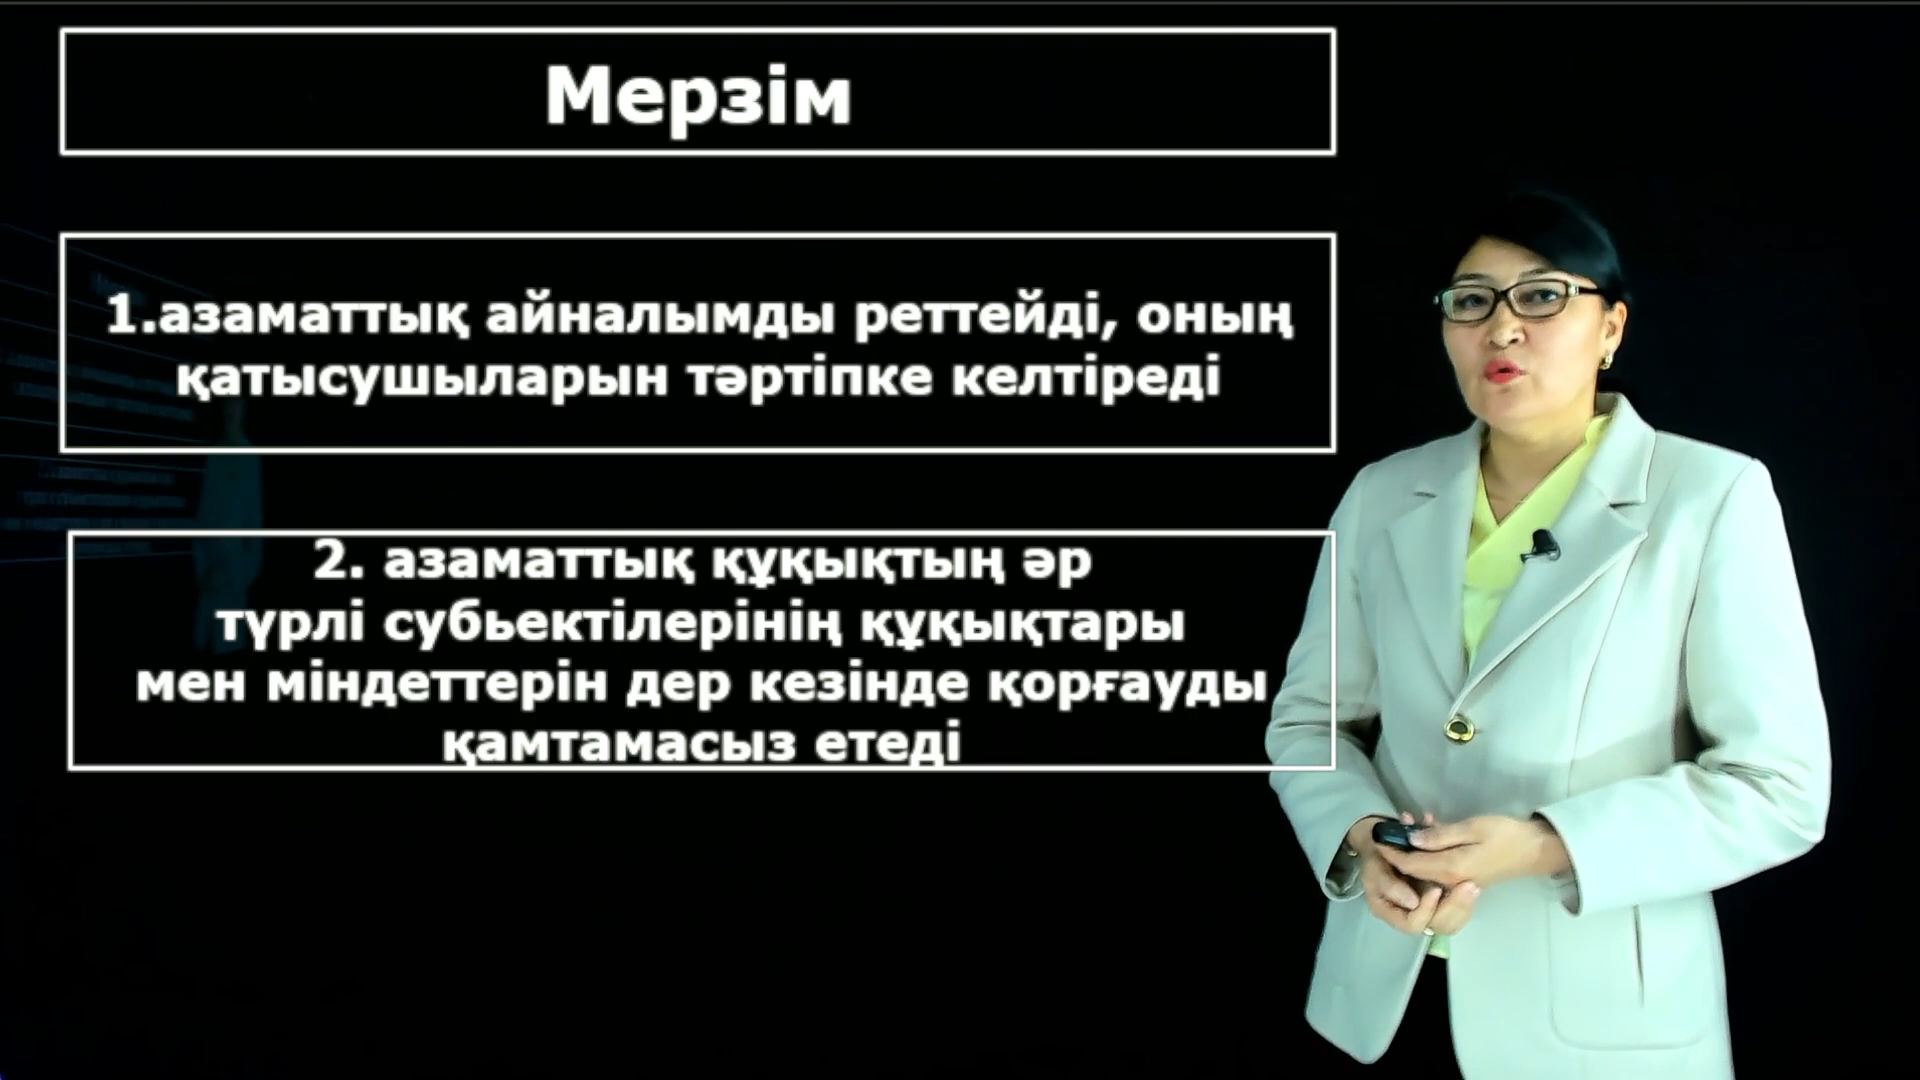 Мерзім
1.азаматтық айналымды реттейді, оның
қатысушыларын тәртіпке келтіреді
2. азаматтық құқықтың әр
түрлі субьектілерінің құқықтары
мен міндеттерін дер кезінде қорғауды
қамтамасыз етеді